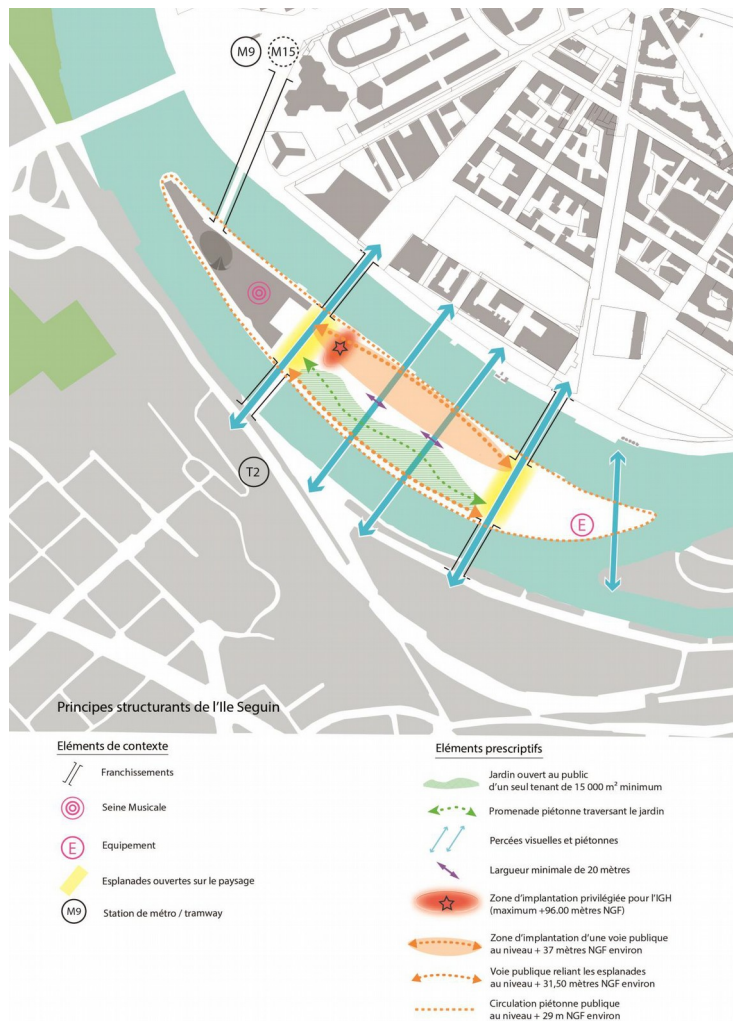 M9 M15
T2
E
Principes structurants de l'Ile Seguin
Eléments de contexte
Franchissements
Seine Musicale
E
Equipement
Esplanades ouvertes sur le paysage
M9
Station de métro / tramway
Eléments prescriptifs
Jardin ouvert au public
d'un seul tenant de 15 000 m² minimum
Promenade piétonne traversant le jardin
Percées visuelles et piétonnes
Largueur minimale de 20 mètres
Zone d'implantation privilégiée pour l'IGH
(maximum +96.00 mètres NGF)
Zone d'implantation d'une voie publique
au niveau + 37 mètres NGF environ
Voie publique reliant les esplanades
au niveau + 31,50 mètres NGF environ
Circulation piétonne publique
au niveau + 29 m NGF environ